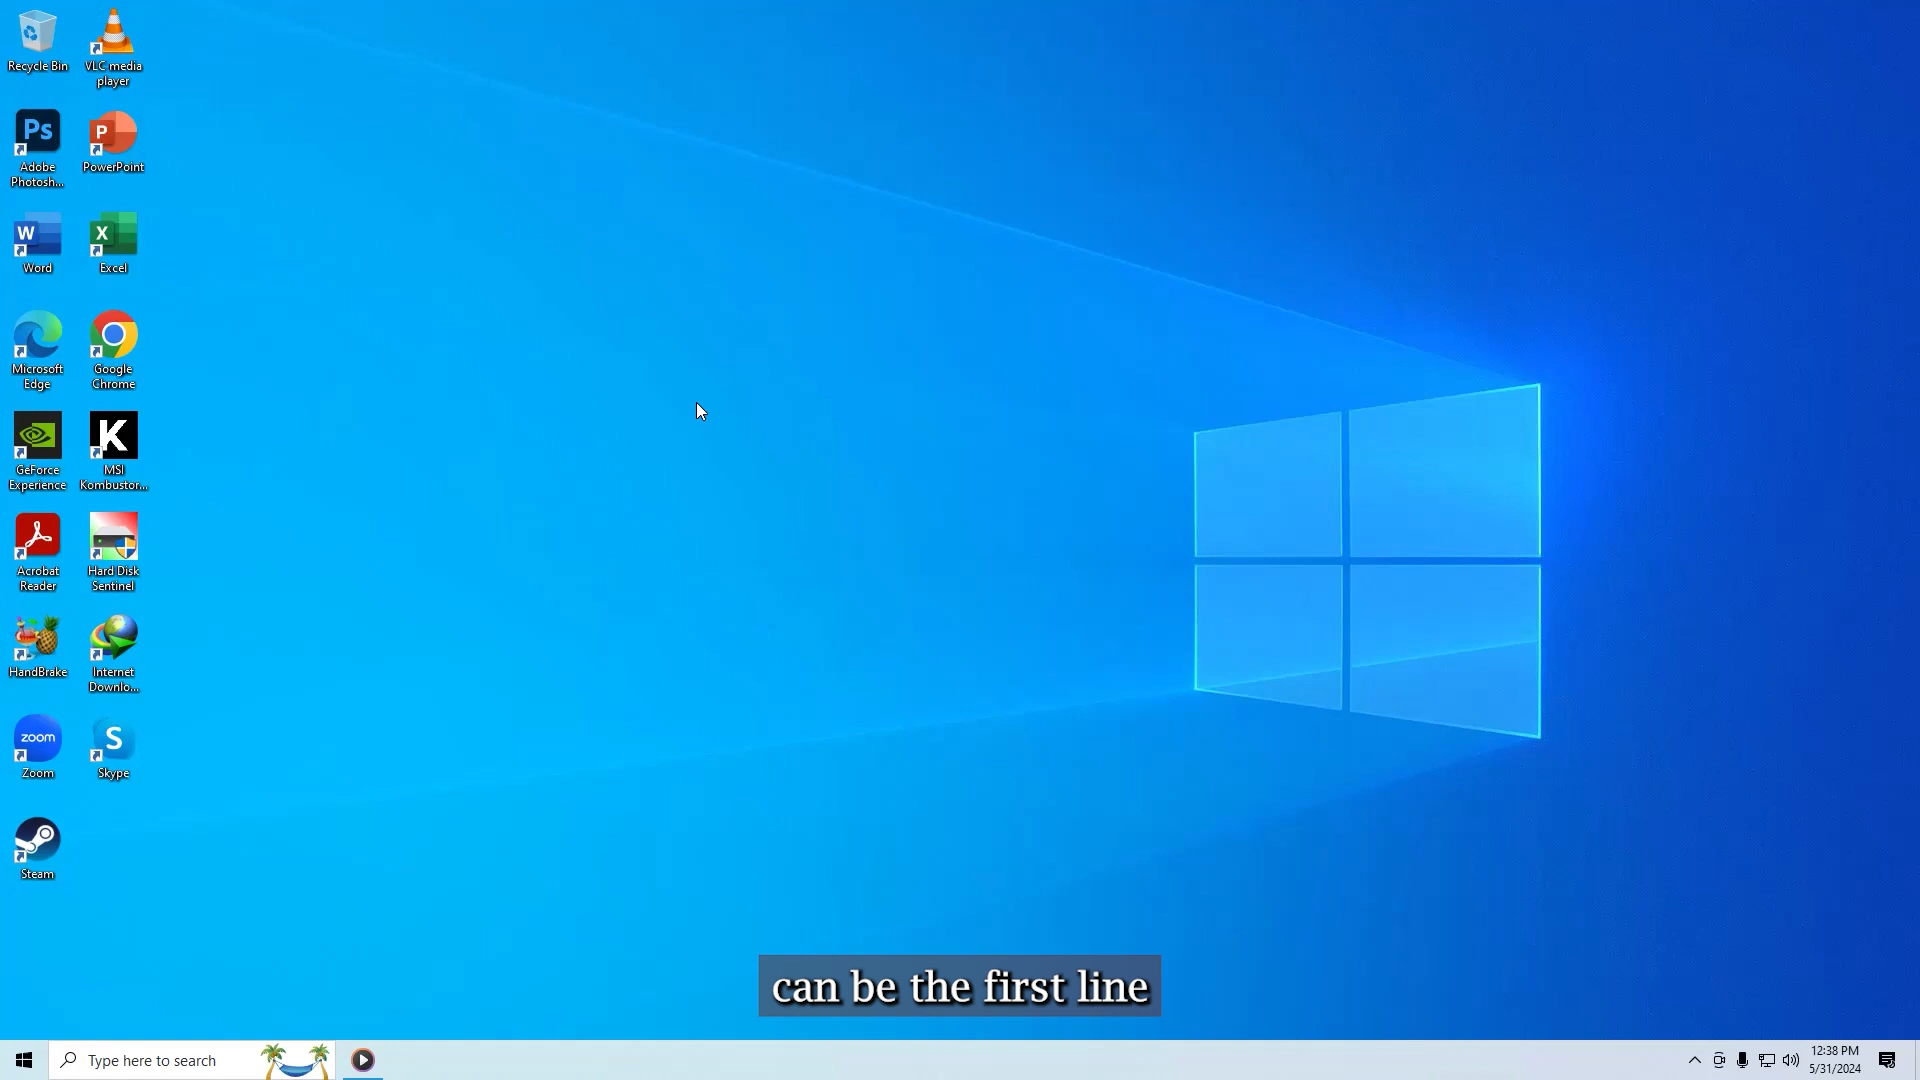 Recycle Bin
VLC media
player
Ps
Adobe
Photosh...
P
PowerPoint
W
Word
X
Excel
Microsoft
Edge
Google
Chrome
GeForce
Experience
K
MSI
Kombustor...
Acrobat
Reader
Hard Disk
Sentinel
HandBrake
Internet
Downlo...
zoom
Zoom
S
Skype
Steam
can be the first line
Type here to search
12:38 PM
5/31/2024